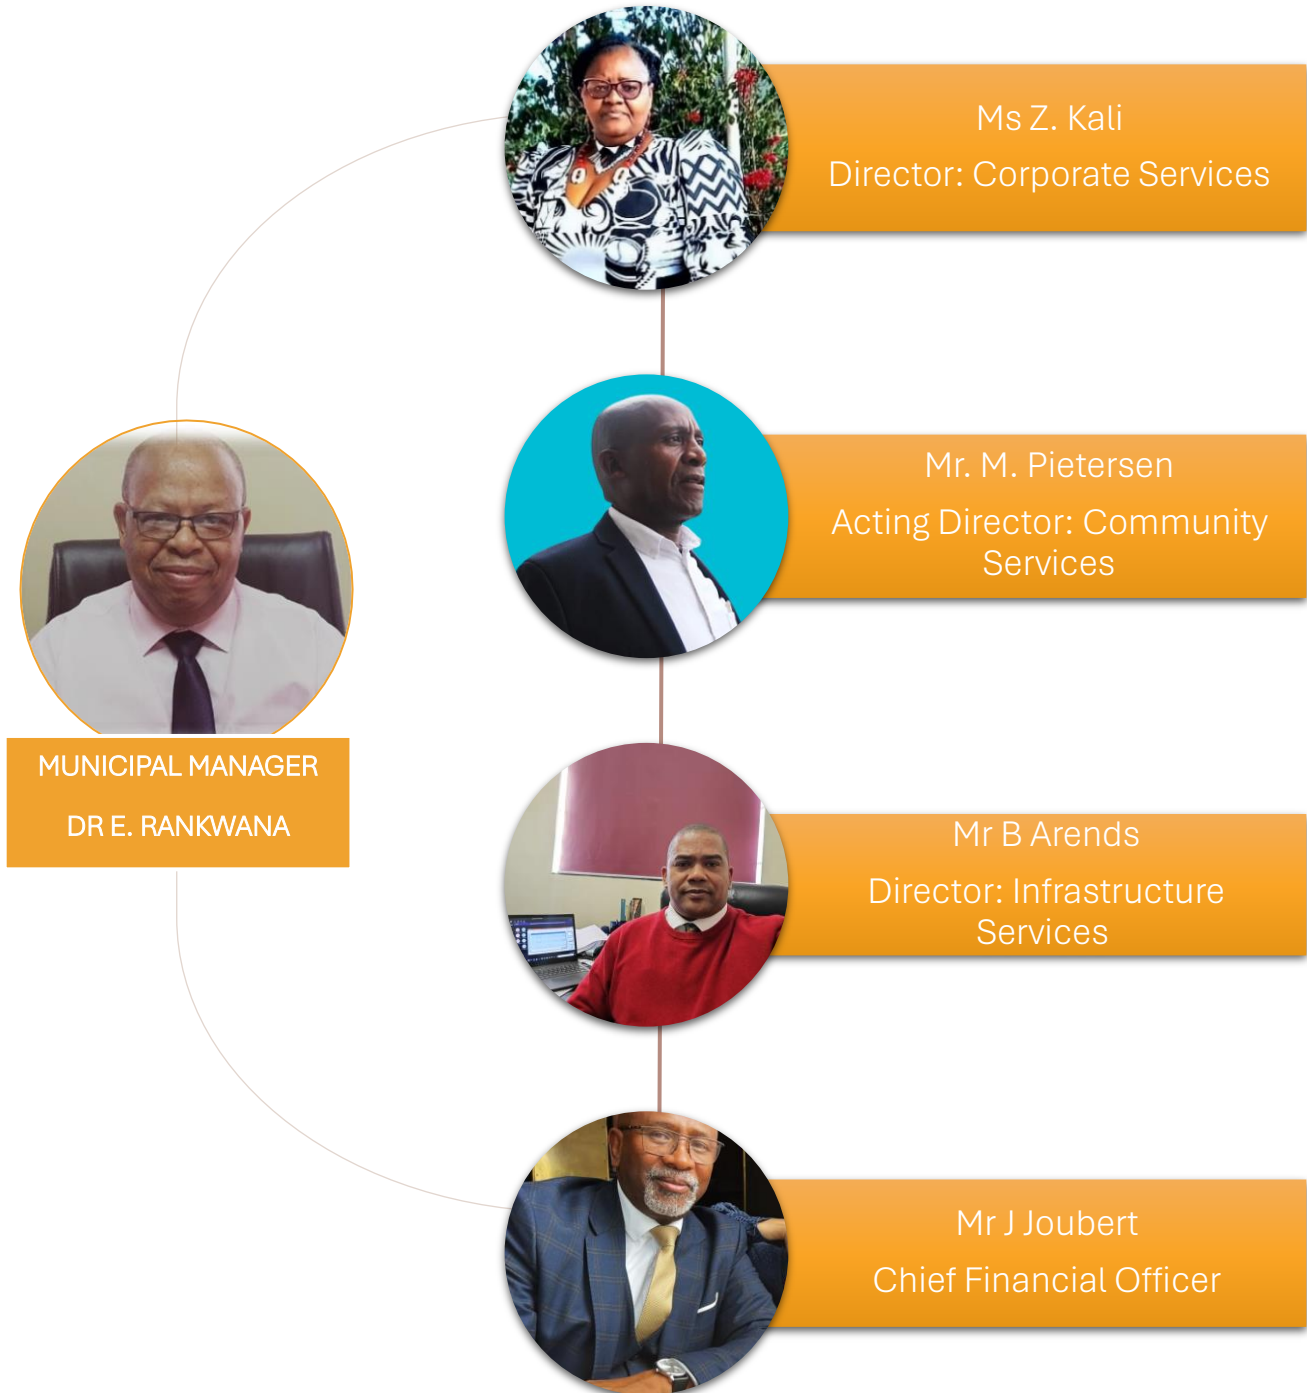 Ms Z. Kali
Director: Corporate Services
Mr. M. Pietersen
Acting Director: Community
Services
MUNICIPAL MANAGER
DR E. RANKWANA
Mr B Arends
Director: Infrastructure
Services
Mr J Joubert
Chief Financial Officer